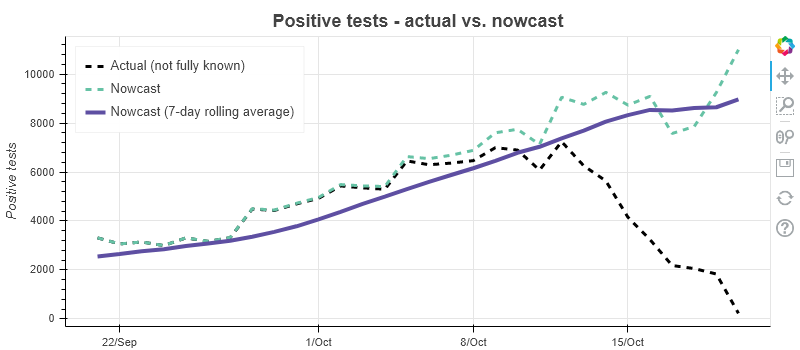 Positive tests - actual vs. nowcast
Actual (not fully known)
Nowcast
Nowcast (7-day rolling average)
Positive tests
10000
8000
6000
4000
2000
0
22/Sep
1/Oct
8/Oct
15/Oct